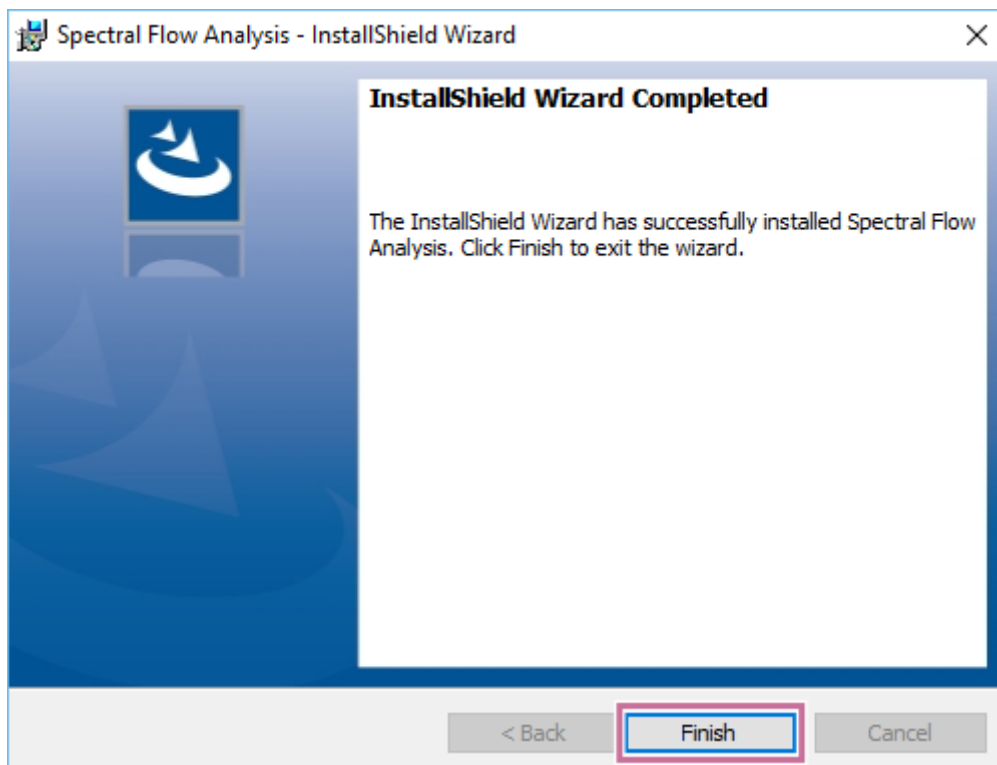 Spectral Flow Analysis - InstallShield Wizard
InstallShield Wizard Completed
The InstallShield Wizard has successfully installed Spectral Flow
Analysis. Click Finish to exit the wizard.
< Back
Finish
Cancel